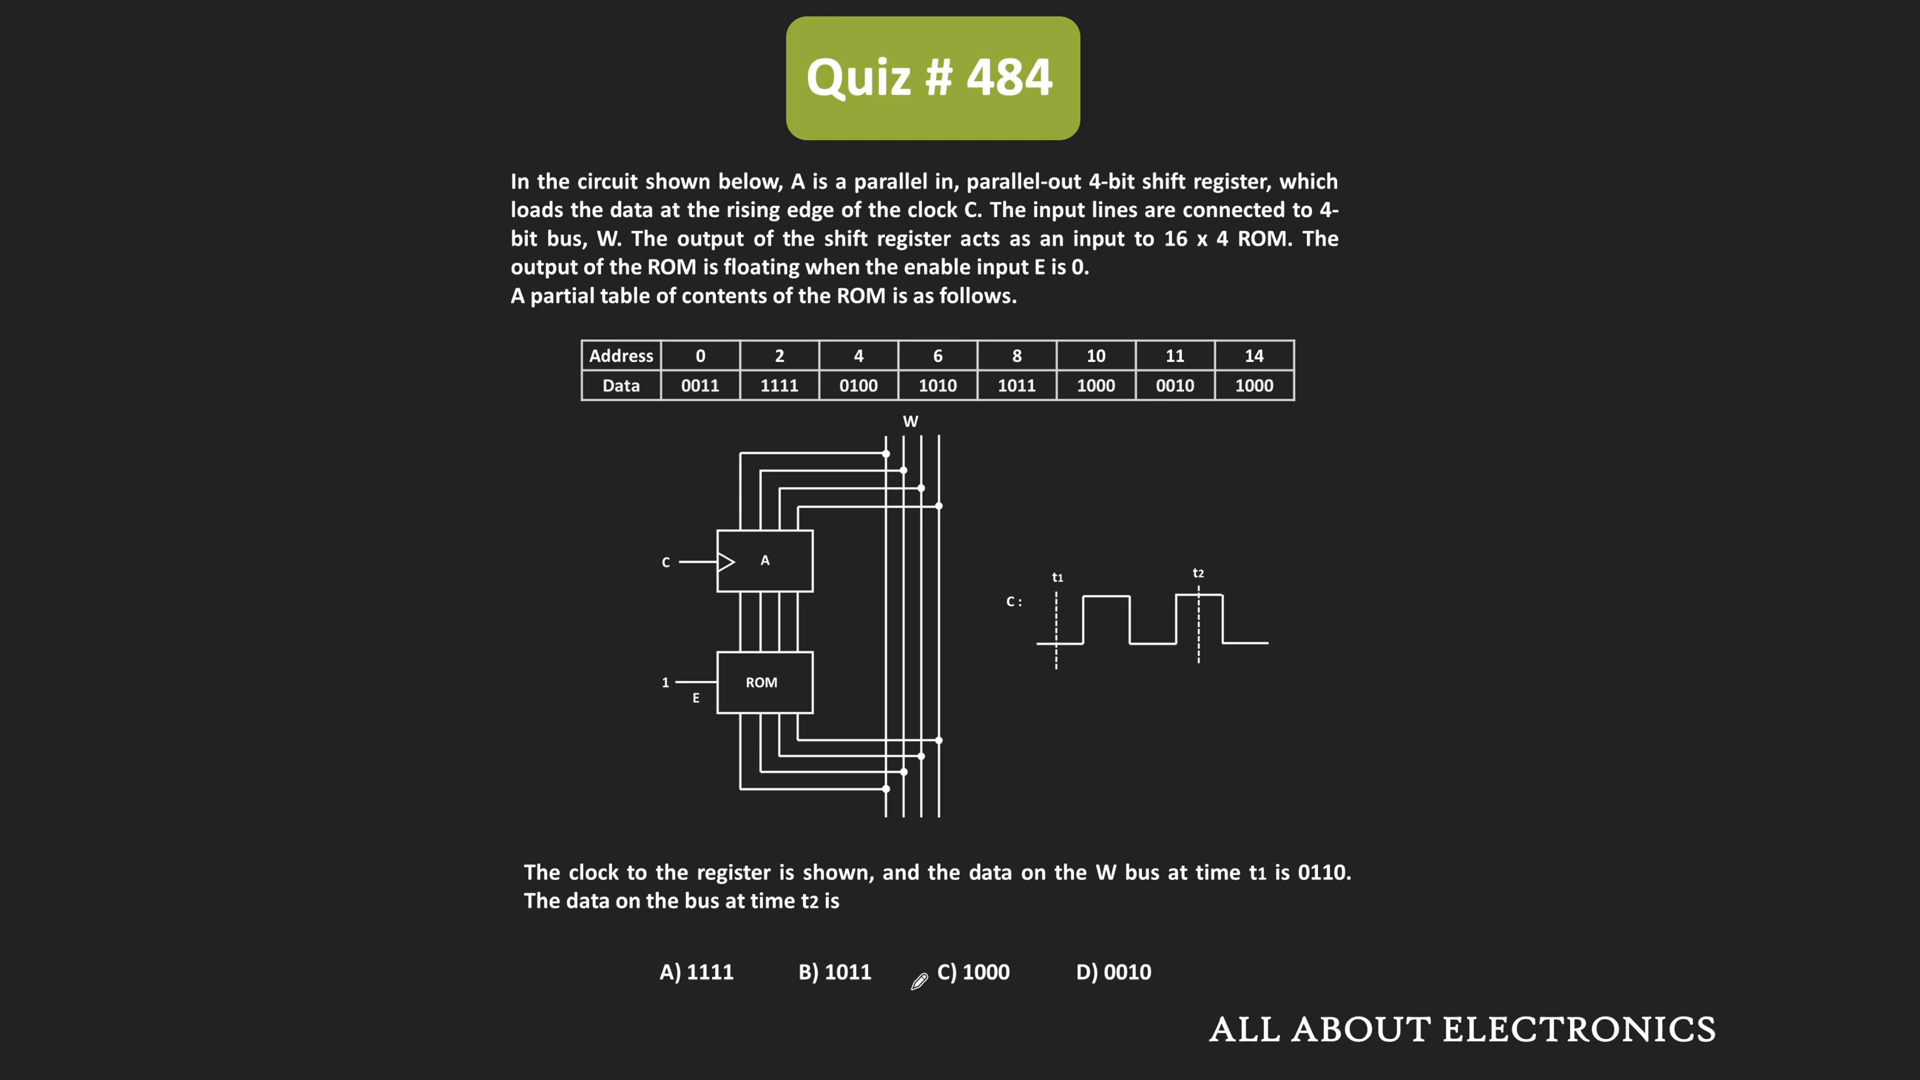 Quiz # 484
In the circuit shown below, A is a parallel in, parallel-out 4-bit shift register, which
loads the data at the rising edge of the clock C. The input lines are connected to 4-
bit bus, W. The output of the shift register acts as an input to 16 x 4 ROM. The
output of the ROM is floating when the enable input E is 0.
A partial table of contents of the ROM is as follows.
Address 0 2 4 6 8 10 11 14
Data 0011 1111 0100 1010 1011 1000 0010 1000
W
C A
t1 t2
C :
1 ROM
E
The clock to the register is shown, and the data on the W bus at time t1 is 0110.
The data on the bus at time t2 is
A) 1111 B) 1011 C) 1000 D) 0010
ALL ABOUT ELECTRONICS